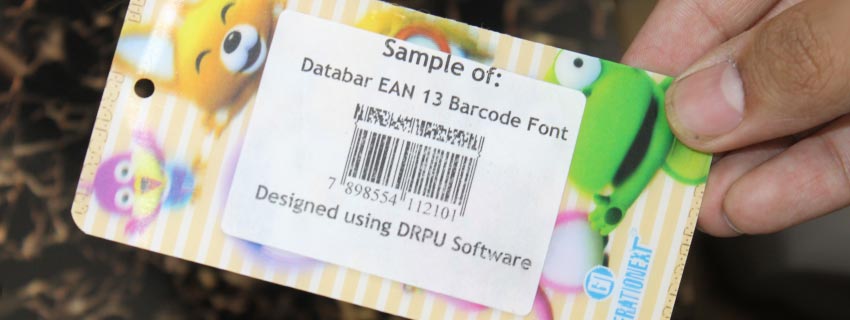 Sample of:
Databar EAN 13 Barcode Font
7 898554 112101
Designed using DRPU Software